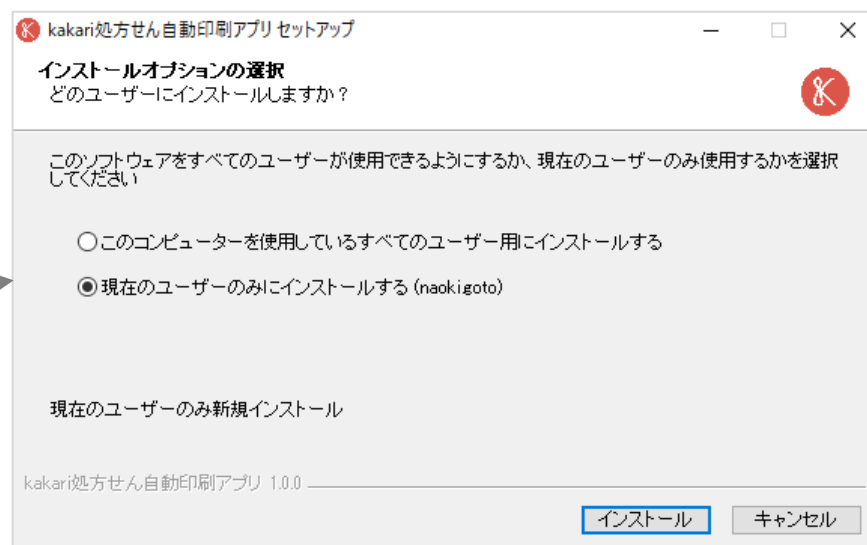 kakari処方せん自動印刷アプリ セットアップ
インストールオプションの選択
どのユーザーにインストールしますか？
このソフトウェアをすべてのユーザーが使用できるようにするか、現在のユーザーのみ使用するかを選択
してください
このコンピューターを使用しているすべてのユーザー用にインストールする
現在のユーザーのみにインストールする (naokigoto)
現在のユーザーのみ新規インストール
kakari処方せん自動印刷アプリ 1.0.0
インストール
キャンセル